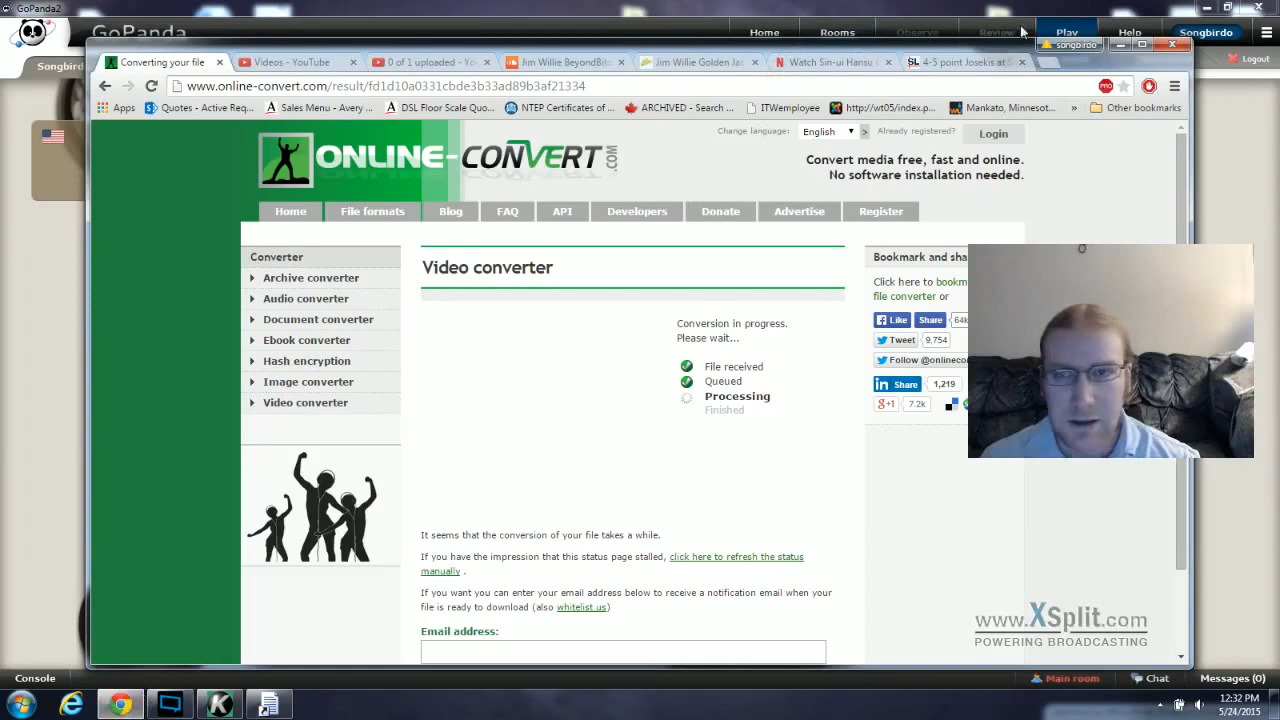 GoPanda2
GoPanda
Home Rooms Observe Review Play Help Songbirdo
songbirdo
Songbird
Logout
Converting your file Videos - YouTube 0 of 1 uploaded Jim Willie BeyondBit Jim Willie Golden Watch Sin-ui Hansu 4-5 point Josekis at S
www.online-convert.com/result/fd1d10a0331cbde3b33ad89b3af21334
Apps Quotes - Active Req Sales Menu - Avery ... DSL Floor Scale Quo... NTEP Certificates of ... ARCHIVED - Search ... ITWemployee http://wt05/index.p... Mankato, Minnesot... » Other bookmarks
Change language: English > Already registered? Login
ONLINE-CONVERT.COM
Convert media free, fast and online.
No software installation needed.
Home File formats Blog FAQ API Developers Donate Advertise Register
Converter
Archive converter
Audio converter
Document converter
Ebook converter
Hash encryption
Image converter
Video converter
Video converter
Conversion in progress.
Please wait...
File received
Queued
Processing
Finished
It seems that the conversion of your file takes a while.
If you have the impression that this status page stalled, click here to refresh the status
manually .
If you want you can enter your email address below to receive a notification email when your
file is ready to download (also whitelist us)
Email address:
Bookmark and sha
Click here to bookm
file converter or
Like Share 64k
Tweet 9,754
Follow @onlineco
in Share 1,219
g+1 7.2k
www.XSplit.com
POWERING BROADCASTING
Console Main room Chat Messages (0)
12:32 PM
5/24/2015